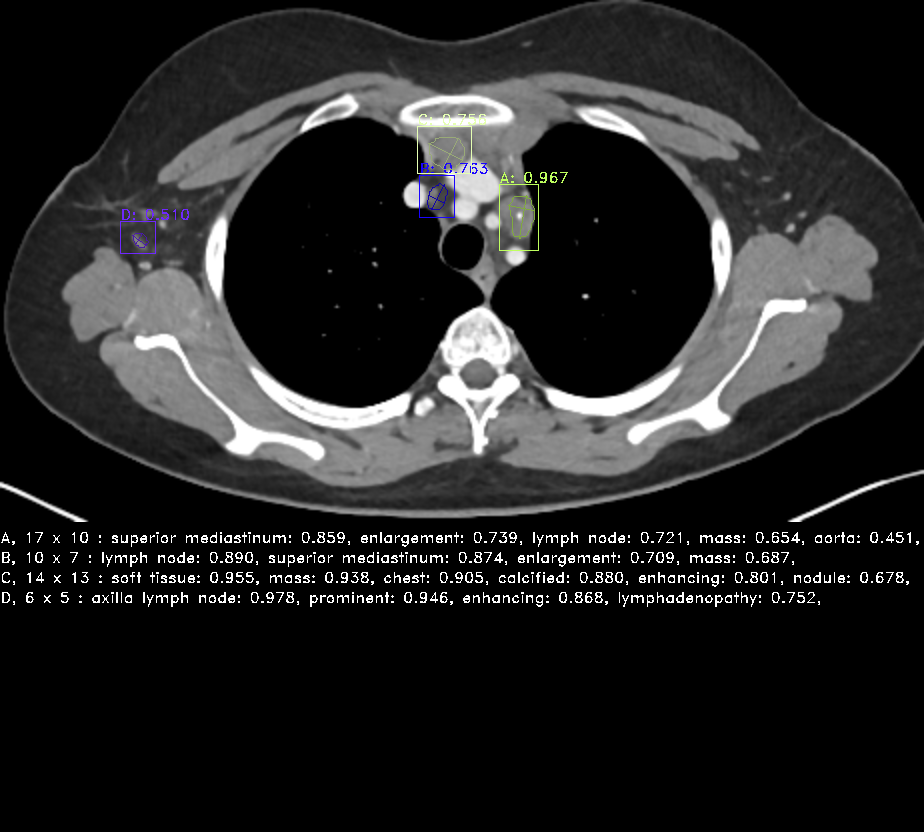 C: 0.756
B: 0.763
A: 0.967
D: 0.510
A, 17 x 10 : superior mediastinum: 0.859, enlargement: 0.739, lymph node: 0.721, mass: 0.654, aorta: 0.451,
B, 10 x 7 : lymph node: 0.890, superior mediastinum: 0.874, enlargement: 0.709, mass: 0.687,
C, 14 x 13 : soft tissue: 0.955, mass: 0.938, chest: 0.905, calcified: 0.880, enhancing: 0.801, nodule: 0.678,
D, 6 x 5 : axilla lymph node: 0.978, prominent: 0.946, enhancing: 0.868, lymphadenopathy: 0.752,